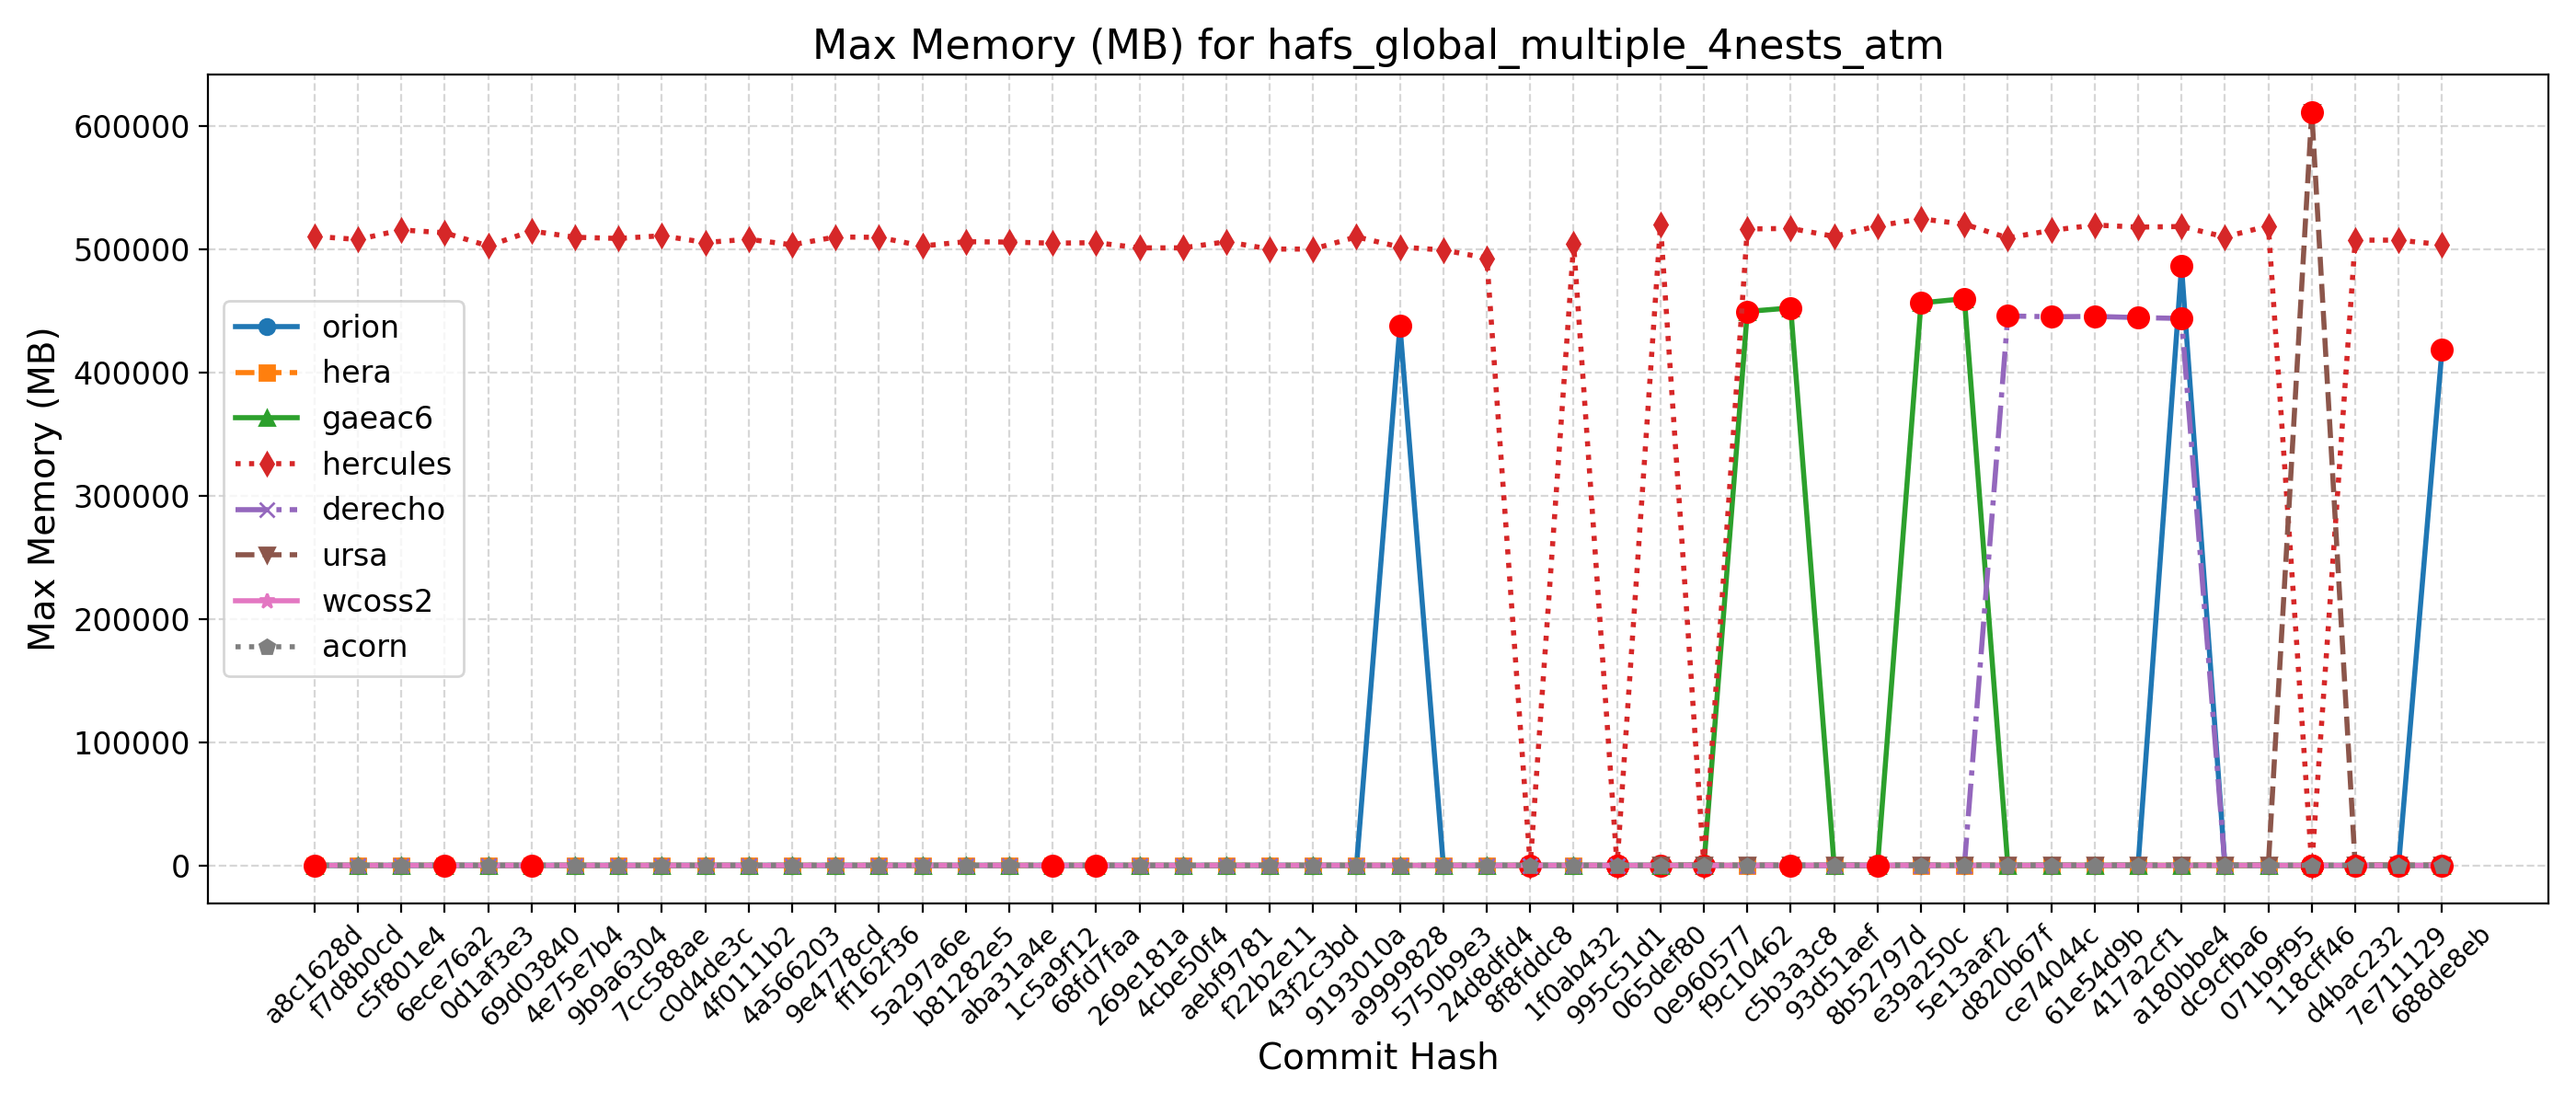 Max Memory (MB) for hafs_global_multiple_4nests_atm
Max Memory (MB)
600000
500000
400000
300000
200000
100000
0
orion
hera
gaeac6
hercules
derecho
ursa
wcoss2
acorn
a8c1628d
f7d8b0cd
c5f801e4
6ece76a2
0d1af3e3
69d03840
4e75e7b4
9b9a6304
7cc588ae
c0d4de3c
4f0111b2
4a566203
9e4778cd
ff162f36
5a297a6e
b81282e5
aba31a4e
1c5a9f12
68fd7faa
269e181a
4cbe50f4
aebf9781
f22b2e11
43f2c3bd
9193010a
a9999828
5750b9e3
24d8dfd4
8f8fddc8
1f0ab432
995c51d1
065def80
0e960577
f9c10462
c5b3a3c8
93d51aef
8b52797d
e39a250c
5e13aaf2
d820b67f
ce74044c
61e54d9b
417a2cf1
a180bbe4
dc9cfba6
071b9f95
118cff46
d4bac232
7e711129
688de8eb
Commit Hash